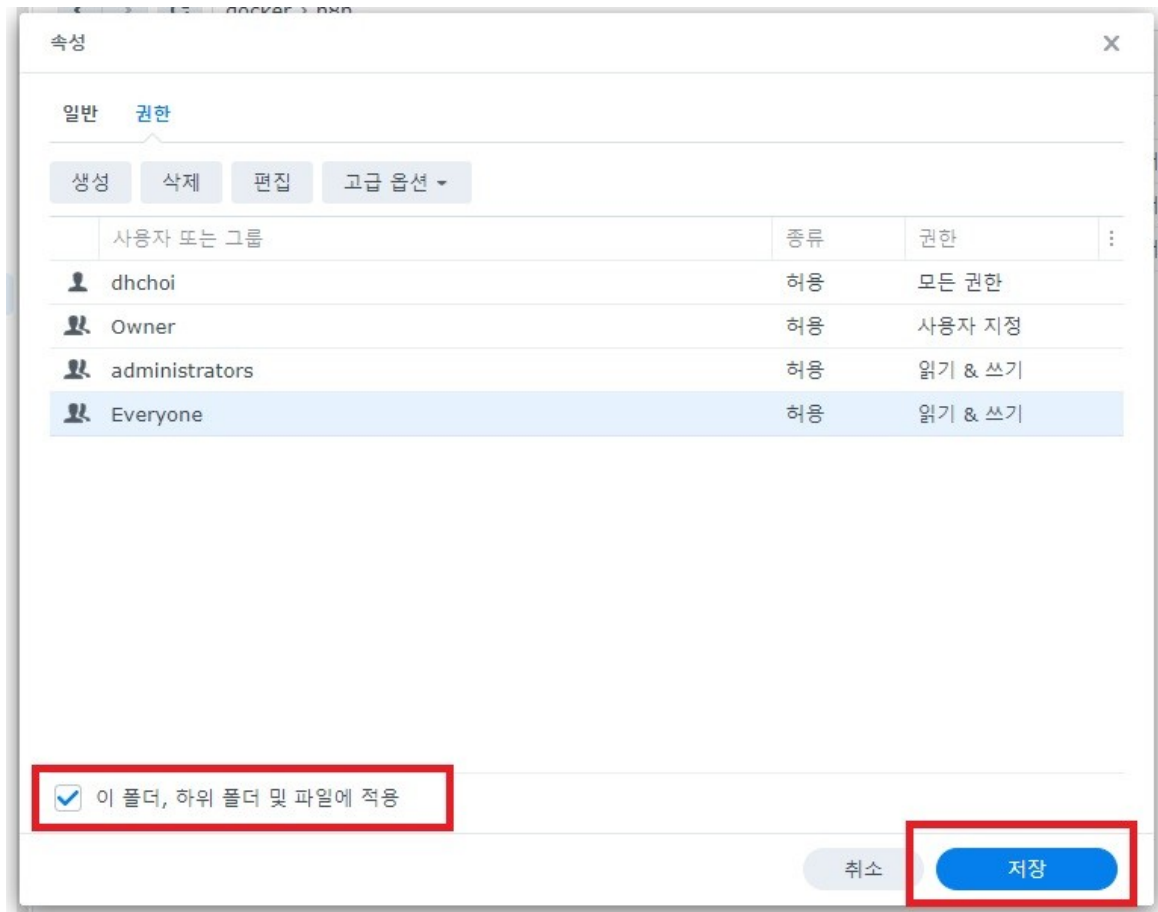 docker › n8n
속성
일반 권한
생성 삭제 편집 고급 옵션
사용자 또는 그룹 종류 권한
dhchoi 허용 모든 권한
Owner 허용 사용자 지정
administrators 허용 읽기 & 쓰기
Everyone 허용 읽기 & 쓰기
이 폴더, 하위 폴더 및 파일에 적용
취소 저장